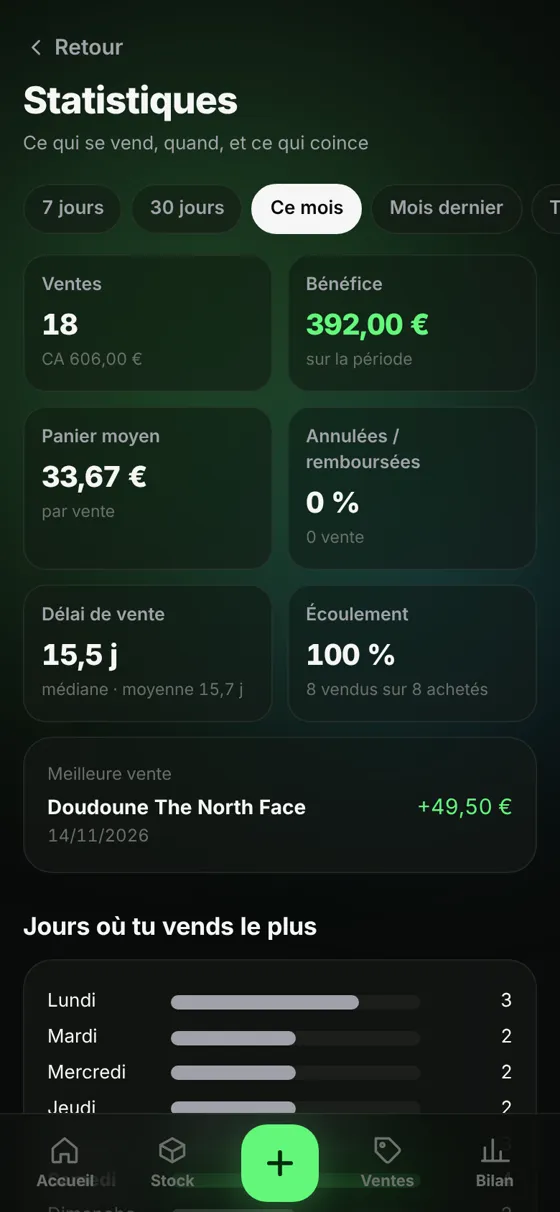 Retour
Statistiques
Ce qui se vend, quand, et ce qui coince
7 jours
30 jours
Ce mois
Mois dernier
T
Ventes
18
CA 606,00 €
Bénéfice
392,00 €
sur la période
Panier moyen
33,67 €
par vente
Annulées /
remboursées
0 %
0 vente
Délai de vente
15,5 j
médiane · moyenne 15,7 j
Écoulement
100 %
8 vendus sur 8 achetés
Meilleure vente
Doudoune The North Face
+49,50 €
14/11/2026
Jours où tu vends le plus
Lundi
3
Mardi
2
Mercredi
2
Jeudi
2
Accueil
Stock
+
Ventes
Bilan